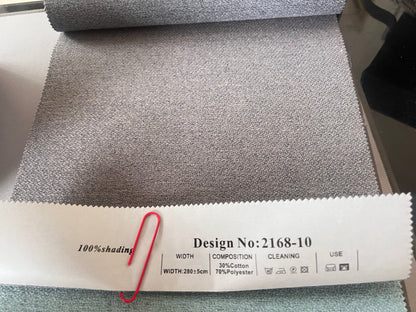 100%shading
Design No:2168-10
WIDTH COMPOSITION CLEANING USE
WIDTH: 280±5cm 30%Cotton
70%Polyester